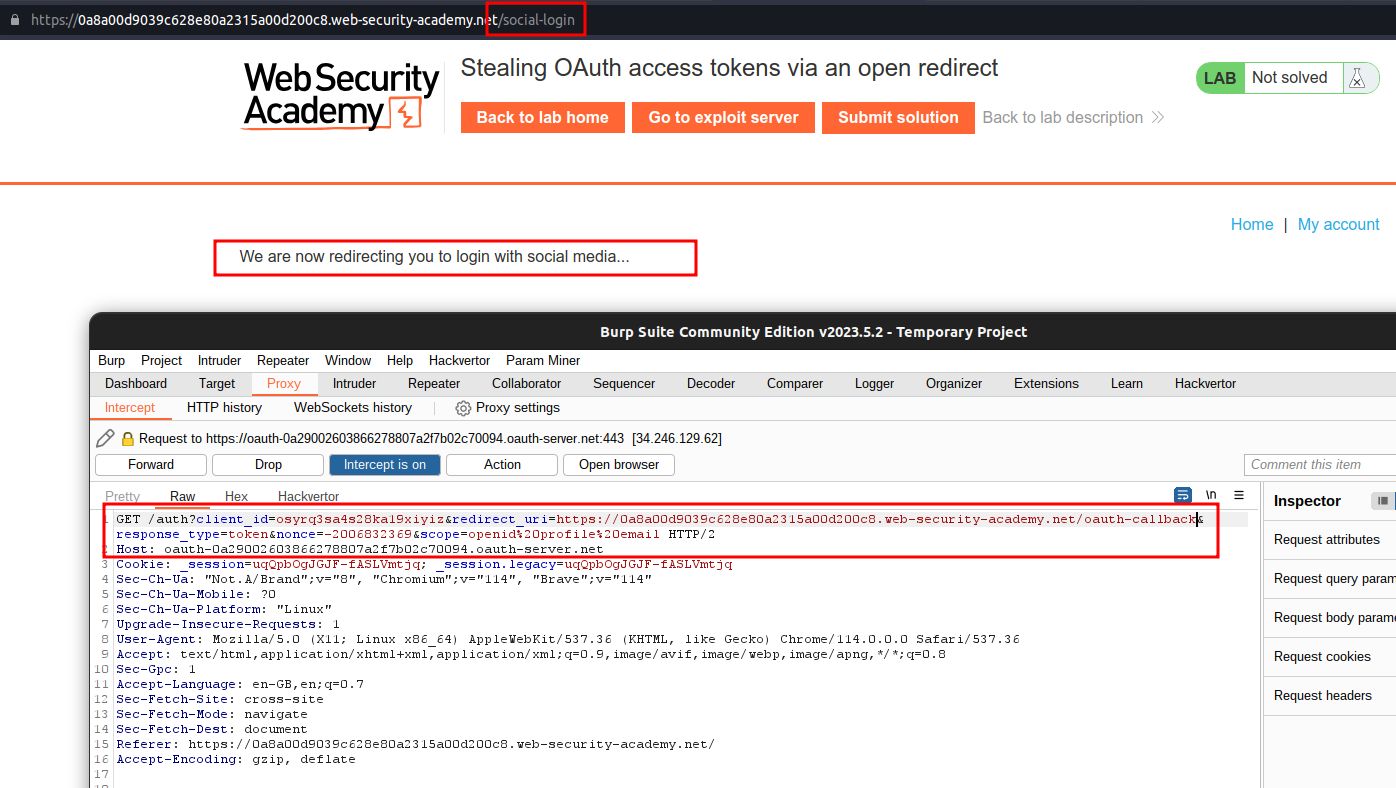 https://0a8a00d9039c628e80a2315a00d200c8.web-security-academy.net/social-login
WebSecurity
Academy
Stealing OAuth access tokens via an open redirect
LAB Not solved
Back to lab home Go to exploit server Submit solution Back to lab description
Home | My account
We are now redirecting you to login with social media...
Burp Suite Community Edition v2023.5.2 - Temporary Project
Burp Project Intruder Repeater Window Help Hackvertor Param Miner
Dashboard Target Proxy Intruder Repeater Collaborator Sequencer Decoder Comparer Logger Organizer Extensions Learn Hackvertor
Intercept HTTP history WebSockets history Proxy settings
Request to https://oauth-0a29002603866278807a2f7b02c70094.oauth-server.net:443 [34.246.129.62]
Forward Drop Intercept is on Action Open browser Comment this item
Pretty Raw Hex Hackvertor \n
Inspector
1 GET /auth?client_id=osyrq3sa4s28ka19xiyiz&redirect_uri=https://0a8a00d9039c628e80a2315a00d200c8.web-security-academy.net/oauth-callback&
response_type=token&nonce=-2006832369&scope=openid%20profile%20email HTTP/2
2 Host: oauth-0a29002603866278807a2f7b02c70094.oauth-server.net
3 Cookie: _session=uqQpbOgJGJF-fASLVmtjq; _session.legacy=uqQpbOgJGJF-fASLVmtjq
4 Sec-Ch-Ua: "Not.A/Brand";v="8", "Chromium";v="114", "Brave";v="114"
5 Sec-Ch-Ua-Mobile: ?0
6 Sec-Ch-Ua-Platform: "Linux"
7 Upgrade-Insecure-Requests: 1
8 User-Agent: Mozilla/5.0 (X11; Linux x86_64) AppleWebKit/537.36 (KHTML, like Gecko) Chrome/114.0.0.0 Safari/537.36
9 Accept: text/html,application/xhtml+xml,application/xml;q=0.9,image/avif,image/webp,image/apng,*/*;q=0.8
10 Sec-Gpc: 1
11 Accept-Language: en-GB,en;q=0.7
12 Sec-Fetch-Site: cross-site
13 Sec-Fetch-Mode: navigate
14 Sec-Fetch-Dest: document
15 Referer: https://0a8a00d9039c628e80a2315a00d200c8.web-security-academy.net/
16 Accept-Encoding: gzip, deflate
17
Request attributes
Request query param
Request body parame
Request cookies
Request headers